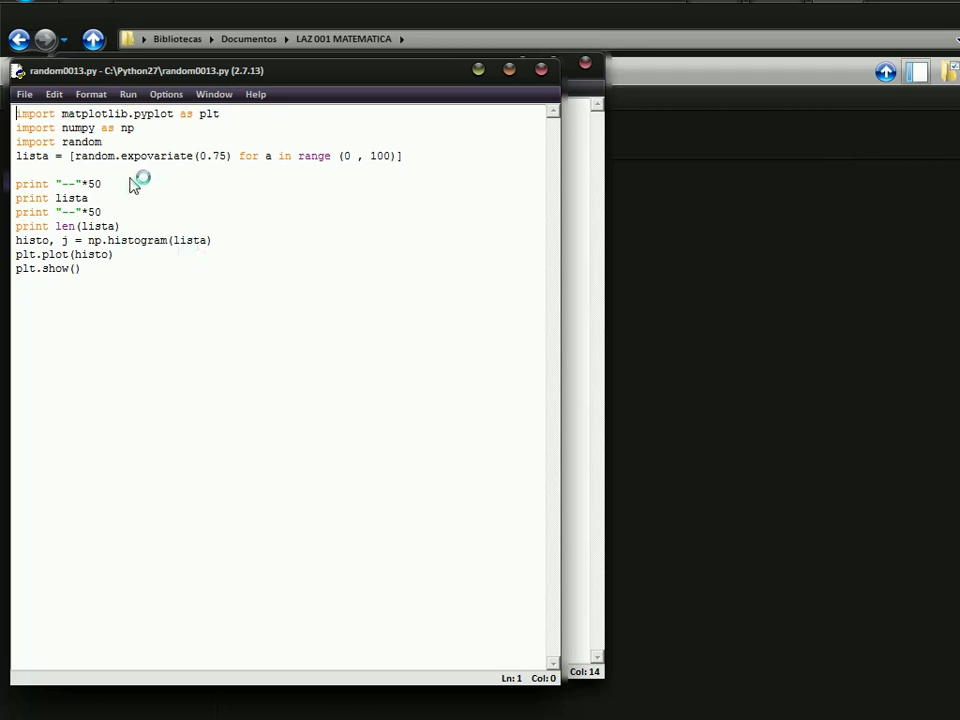 Bibliotecas Documentos LAZ 001 MATEMATICA
random0013.py - C:\Python27\random0013.py (2.7.13)
File Edit Format Run Options Window Help
import matplotlib.pyplot as plt
import numpy as np
import random
lista = [random.expovariate(0.75) for a in range (0 , 100)]
print "--"*50
print lista
print "--"*50
print len(lista)
histo, j = np.histogram(lista)
plt.plot(histo)
plt.show()
Col: 14
Ln: 1 Col: 0